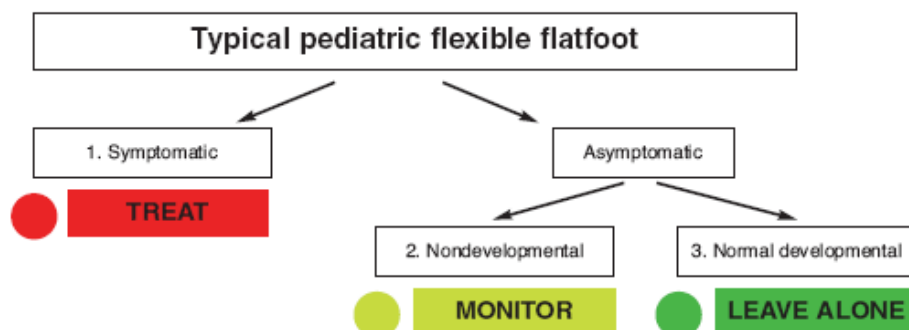 Typical pediatric flexible flatfoot
1. Symptomatic
Asymptomatic
TREAT
2. Nondevelopmental
3. Normal developmental
MONITOR
LEAVE ALONE